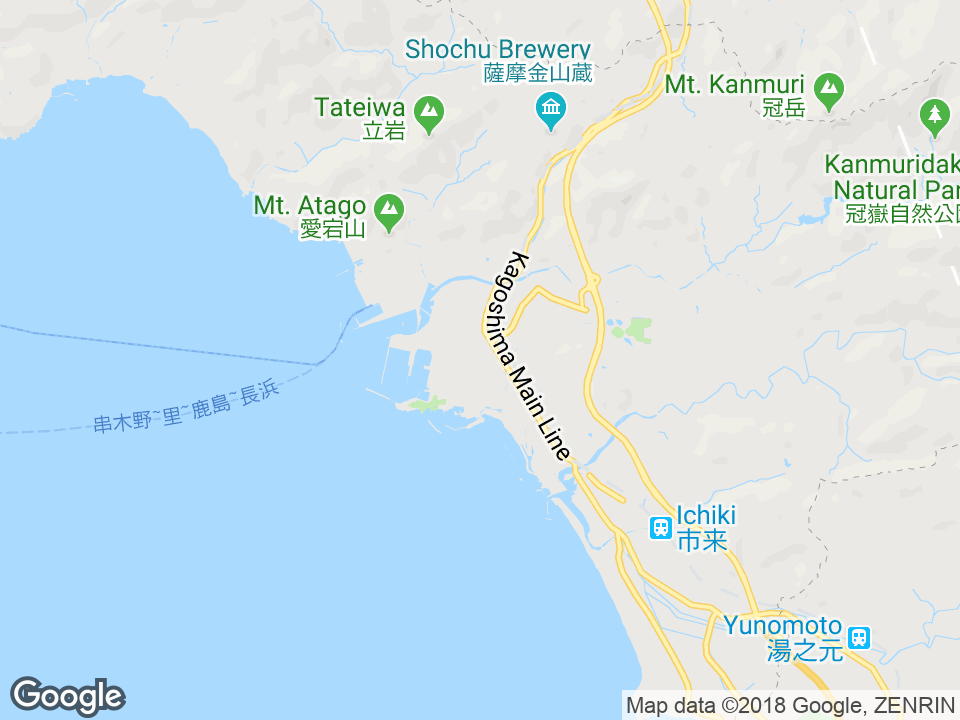 Shochu Brewery
薩摩金山蔵
Mt. Kanmuri
冠岳
Tateiwa
立岩
Kanmuridak
Natural Par
冠嶽自然公園
Mt. Atago
愛宕山
Kagoshima Main Line
串木野~里~鹿島~長浜
Ichiki
市来
Yunomoto
湯之元
Google
Map data ©2018 Google, ZENRIN